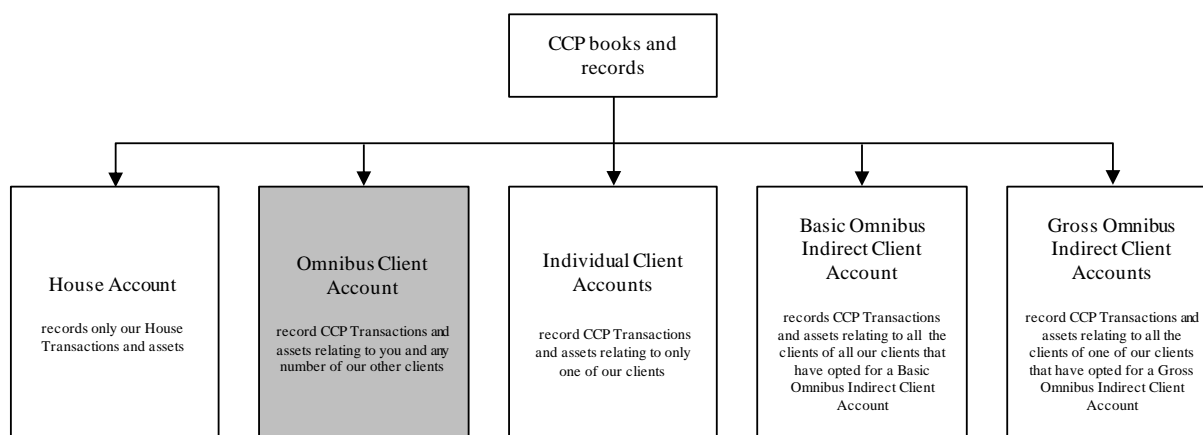 CCP books and
records
House Account
records only our House
Transactions and assets
Omnibus Client
Account
record CCP Transactions and
assets relating to you and any
number of our other clients
Individual Client
Accounts
record CCP Transactions
and assets relating to only
one of our clients
Basic Omnibus
Indirect Client
Account
records CCP Transactions
and assets relating to all the
clients of all our clients that
have opted for a Basic
Omnibus Indirect Client
Account
Gross Omnibus
Indirect Client
Accounts
record CCP Transactions and
assets relating to all the
clients of one of our clients
that have opted for a Gross
Omnibus Indirect Client
Account